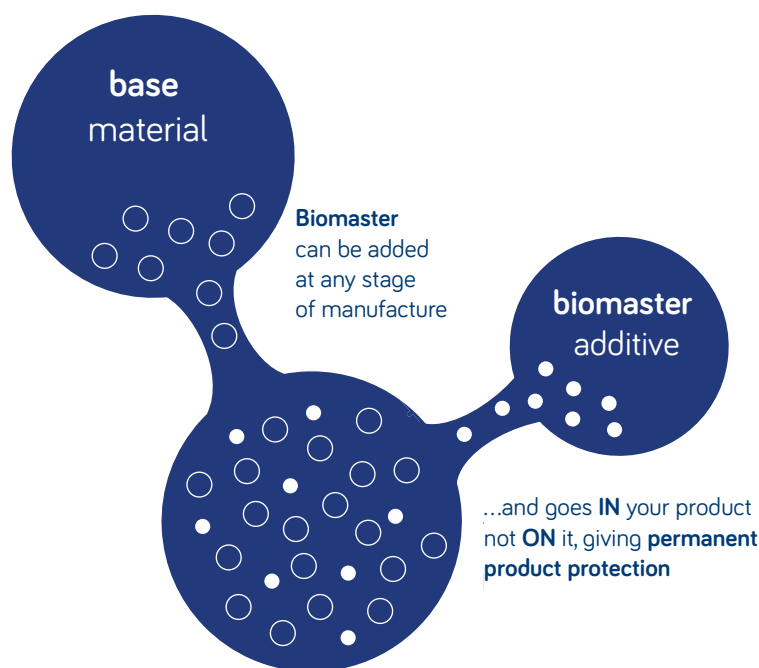 base
material
Biomaster
can be added
at any stage
of manufacture
biomaster
additive
...and goes IN your product
not ON it, giving permanent
product protection